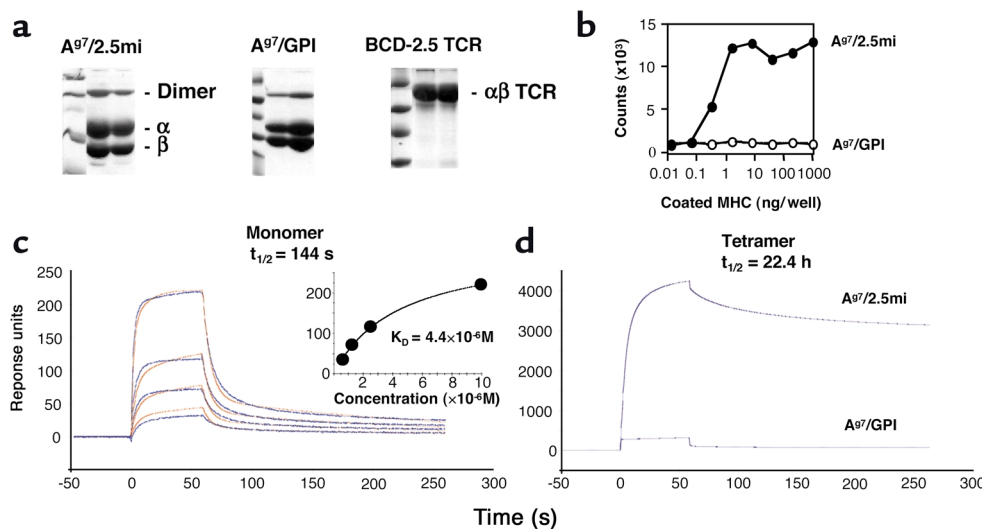 a
A^g7/2.5mi
A^g7/GPI
BCD-2.5 TCR
- Dimer
- α
- β
- αβ TCR
b
Counts (x10³)
15
10
5
0
0.01 0.1 1 10 1001000
Coated MHC (ng/well)
A^g7/2.5mi
A^g7/GPI
c
Monomer
t1/2 = 144 s
Reponse units
250
200
150
100
50
0
-50 0 50 100 150 200 250 300
200
100
0
2 4 6 8 10
K_D = 4.4×10⁻⁶M
Concentration (×10⁻⁶M)
d
Tetramer
t1/2 = 22.4 h
4000
3000
2000
1000
0
-50 0 50 100 150 200 250 300
A^g7/2.5mi
A^g7/GPI
Time (s)